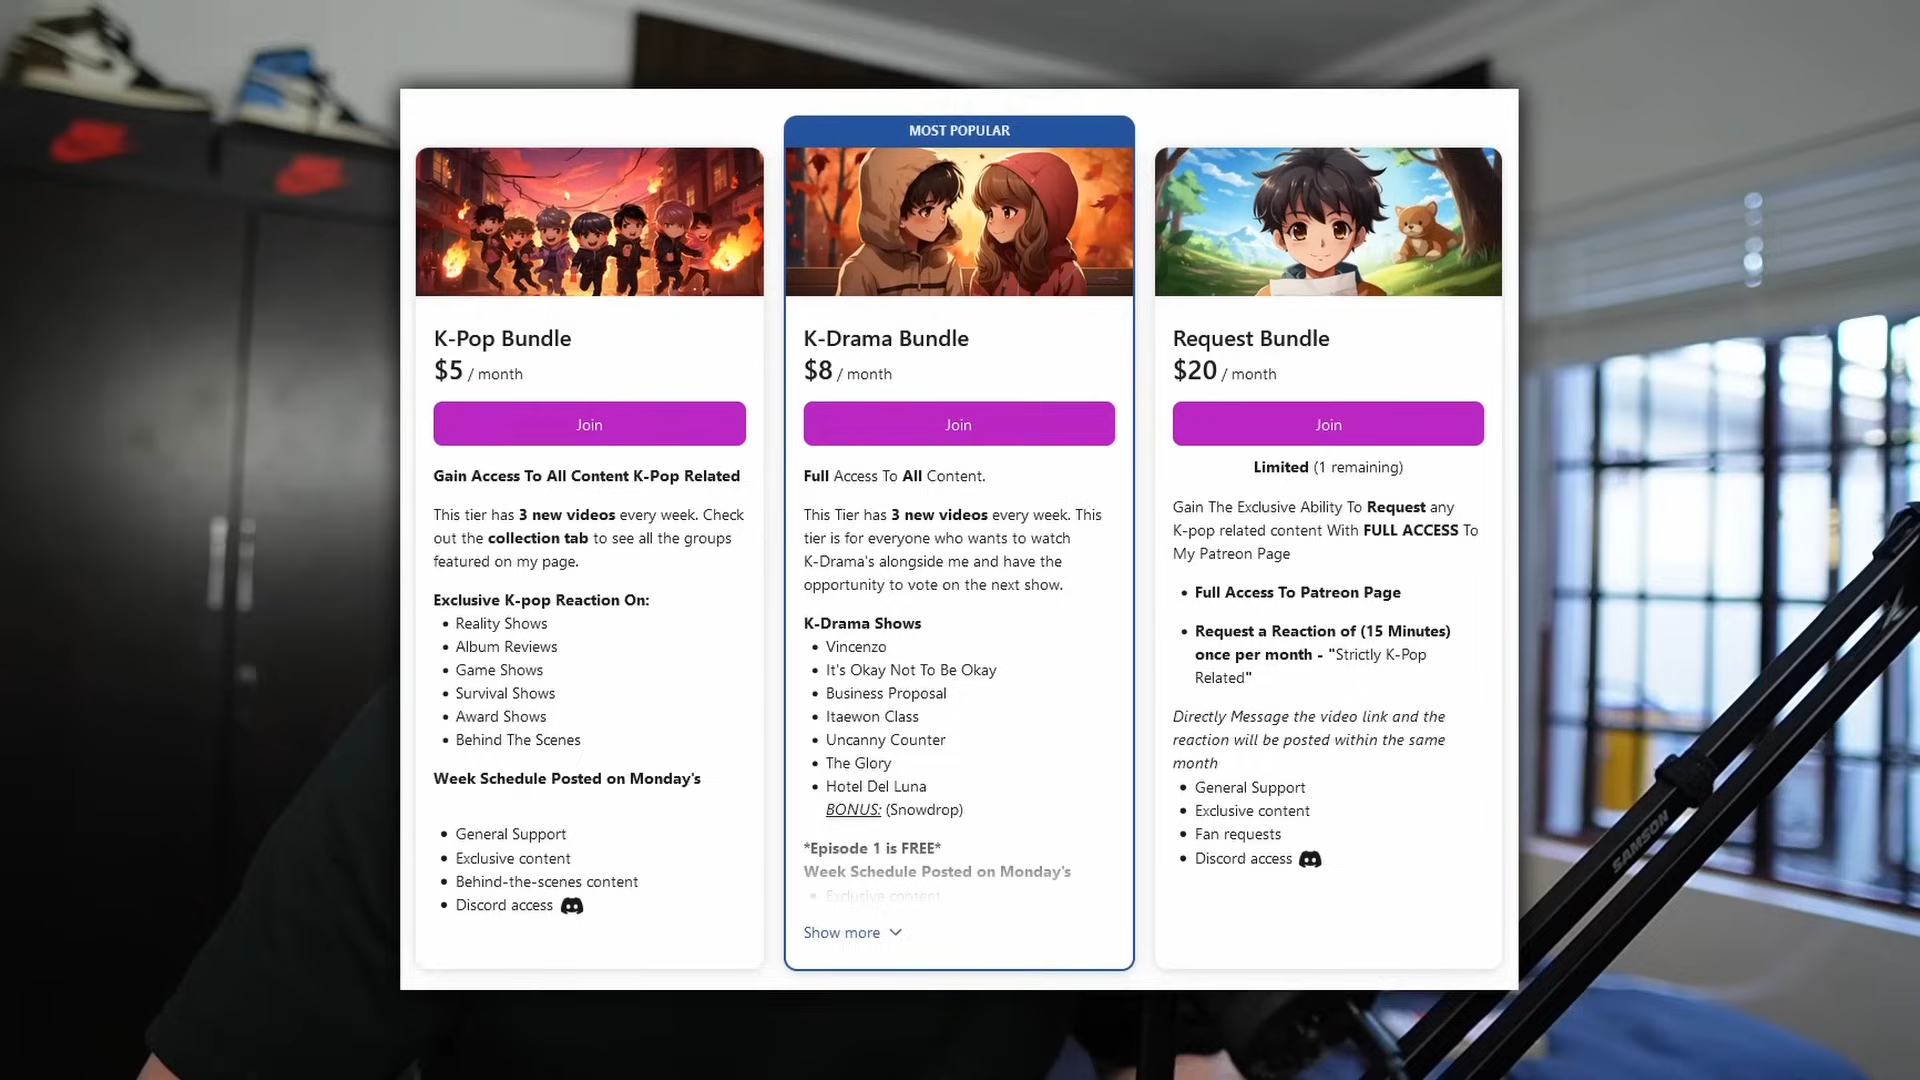 MOST POPULAR
K-Pop Bundle
$5 / month
Join
Gain Access To All Content K-Pop Related
This tier has 3 new videos every week. Check
out the collection tab to see all the groups
featured on my page.
Exclusive K-pop Reaction On:
• Reality Shows
• Album Reviews
• Game Shows
• Survival Shows
• Award Shows
• Behind The Scenes
Week Schedule Posted on Monday's
• General Support
• Exclusive content
• Behind-the-scenes content
• Discord access
K-Drama Bundle
$8 / month
Join
Full Access To All Content.
This Tier has 3 new videos every week. This
tier is for everyone who wants to watch
K-Drama's alongside me and have the
opportunity to vote on the next show.
K-Drama Shows
• Vincenzo
• It's Okay Not To Be Okay
• Business Proposal
• Itaewon Class
• Uncanny Counter
• The Glory
• Hotel Del Luna
BONUS: (Snowdrop)
*Episode 1 is FREE*
Week Schedule Posted on Monday's
• Exclusive content
Show more
Request Bundle
$20 / month
Join
Limited (1 remaining)
Gain The Exclusive Ability To Request any
K-pop related content With FULL ACCESS To
My Patreon Page
• Full Access To Patreon Page
• Request a Reaction of (15 Minutes)
once per month - "Strictly K-Pop
Related"
Directly Message the video link and the
reaction will be posted within the same
month
• General Support
• Exclusive content
• Fan requests
• Discord access
SAMSON